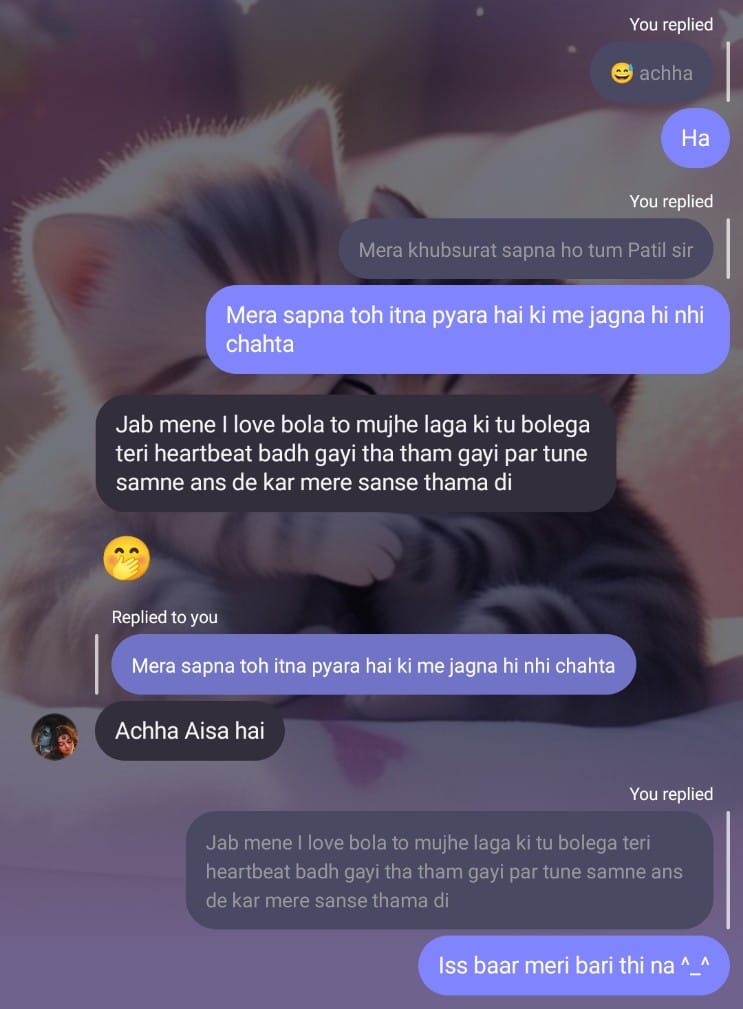 You replied
😅 achha
Ha
You replied
Mera khubsurat sapna ho tum Patil sir
Mera sapna toh itna pyara hai ki me jagna hi nhi
chahta
Jab mene I love bola to mujhe laga ki tu bolega
teri heartbeat badh gayi tha tham gayi par tune
samne ans de kar mere sanse thama di
🤭
Replied to you
Mera sapna toh itna pyara hai ki me jagna hi nhi chahta
Achha Aisa hai
You replied
Jab mene I love bola to mujhe laga ki tu bolega teri
heartbeat badh gayi tha tham gayi par tune samne ans
de kar mere sanse thama di
Iss baar meri bari thi na ^_^